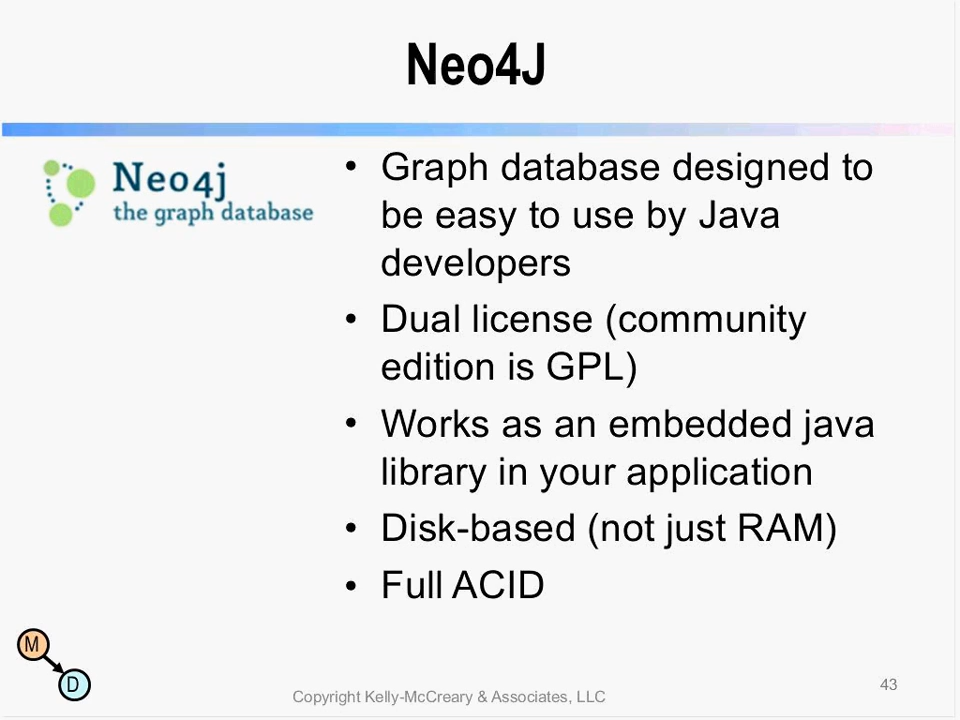 Neo4J
Neo4j
the graph database
• Graph database designed to
be easy to use by Java
developers
• Dual license (community
edition is GPL)
• Works as an embedded java
library in your application
• Disk-based (not just RAM)
• Full ACID
M
D
Copyright Kelly-McCreary & Associates, LLC
43